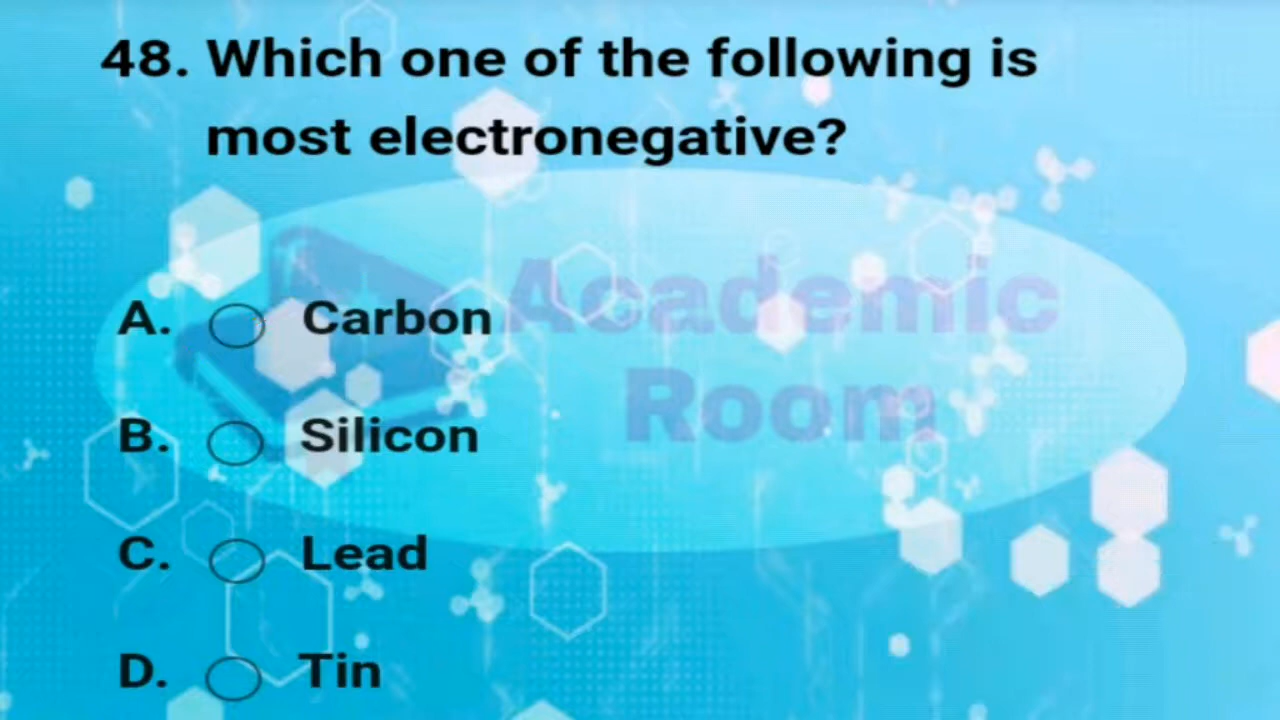 48. Which one of the following is
most electronegative?
Academic
Room
A. Carbon
B. Silicon
C. Lead
D. Tin